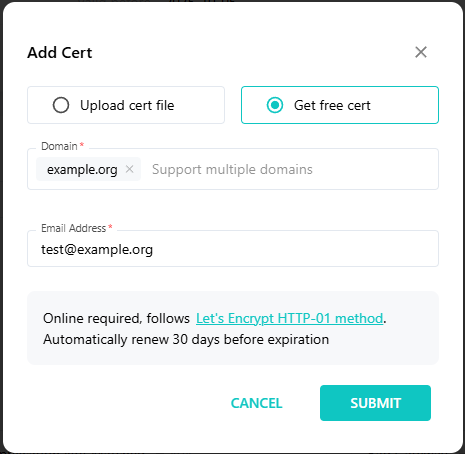 Add Cert
Upload cert file
Get free cert
Domain *
example.org Support multiple domains
Email Address *
test@example.org
Online required, follows Let's Encrypt HTTP-01 method.
Automatically renew 30 days before expiration
CANCEL
SUBMIT